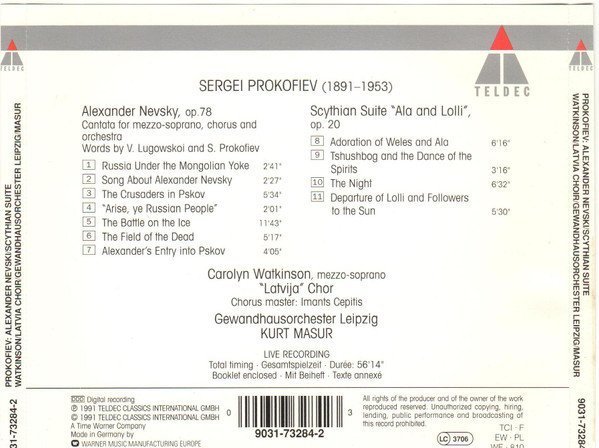 TELDEC
TELDEC
TELDEC
SERGEI PROKOFIEV (1891–1953)
Alexander Nevsky, op.78
Cantata for mezzo-soprano, chorus and
orchestra
Words by V. Lugowskoi and S. Prokofiev
1 Russia Under the Mongolian Yoke 2'41"
2 Song About Alexander Nevsky 2'27"
3 The Crusaders in Pskov 5'34"
4 "Arise, ye Russian People" 2'01"
5 The Battle on the Ice 11'43"
6 The Field of the Dead 5'17"
7 Alexander's Entry into Pskov 4'05"
Scythian Suite "Ala and Lolli",
op. 20
8 Adoration of Weles and Ala 6'16"
9 Tshushbog and the Dance of the
Spirits 3'16"
10 The Night 6'32"
11 Departure of Lolli and Followers
to the Sun 5'30"
Carolyn Watkinson, mezzo-soprano
"Latvija" Chor
Chorus master: Imants Cepitis
Gewandhausorchester Leipzig
KURT MASUR
LIVE RECORDING
Total timing · Gesamtspielzeit · Durée: 56'14"
Booklet enclosed · Mit Beiheft · Texte annexé
DDD Digital recording
℗ 1991 TELDEC CLASSICS INTERNATIONAL GMBH
© 1991 TELDEC CLASSICS INTERNATIONAL GMBH
A Time Warner Company
Made in Germany by
WARNER MUSIC MANUFACTURING EUROPE
0 3
9031-73284-2
All rights of the producer and of the owner of the work
reproduced reserved. Unauthorized copying, hiring,
lending, public performance and broadcasting of
LC 3706
TCI · F
EW · PL
WE · 810
PROKOFIEV: ALEXANDER NEVSKI/SCYTHIAN SUITE
WATKINSON/LATVIA CHOIR/GEWANDHAUSORCHESTER LEIPZIG/MASUR
9031-73284-2
PROKOFIEV: ALEXANDER NEVSKI/SCYTHIAN SUITE
WATKINSON/LATVIA CHOIR/GEWANDHAUSORCHESTER LEIPZIG/MASUR